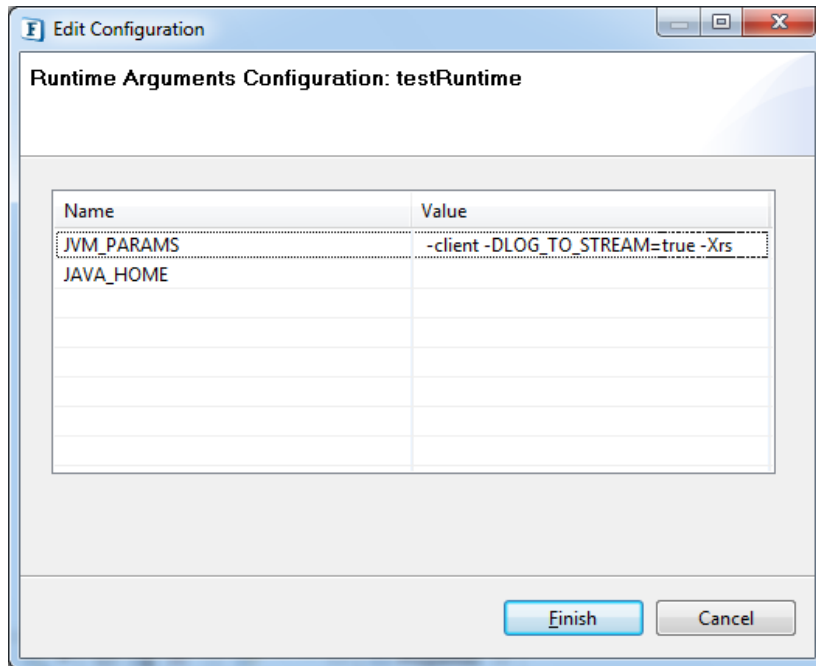 Edit Configuration
Runtime Arguments Configuration: testRuntime
Name Value
JVM_PARAMS -client -DLOG_TO_STREAM=true -Xrs
JAVA_HOME
Finish Cancel